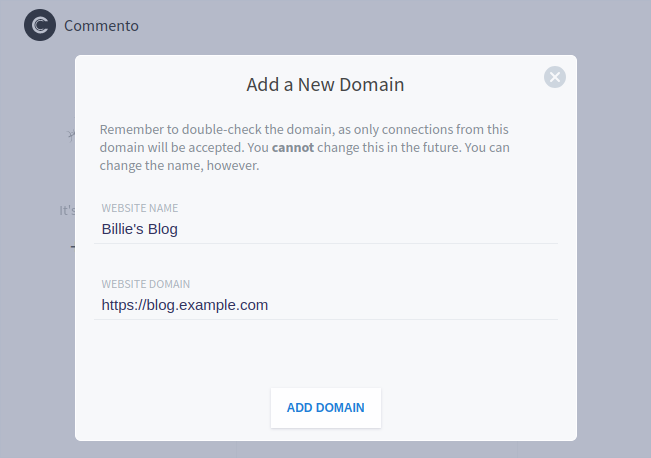 Commento
Add a New Domain
Remember to double-check the domain, as only connections from this
domain will be accepted. You cannot change this in the future. You can
change the name, however.
It's
WEBSITE NAME
Billie's Blog
WEBSITE DOMAIN
https://blog.example.com
ADD DOMAIN